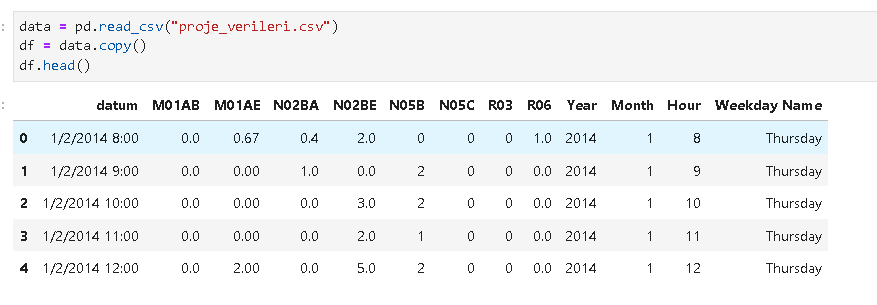 : data = pd.read_csv("proje_verileri.csv")
df = data.copy()
df.head()
: datum M01AB M01AE N02BA N02BE N05B N05C R03 R06 Year Month Hour Weekday Name
0 1/2/2014 8:00 0.0 0.67 0.4 2.0 0 0 0 1.0 2014 1 8 Thursday
1 1/2/2014 9:00 0.0 0.00 1.0 0.0 2 0 0 0.0 2014 1 9 Thursday
2 1/2/2014 10:00 0.0 0.00 0.0 3.0 2 0 0 0.0 2014 1 10 Thursday
3 1/2/2014 11:00 0.0 0.00 0.0 2.0 1 0 0 0.0 2014 1 11 Thursday
4 1/2/2014 12:00 0.0 2.00 0.0 5.0 2 0 0 0.0 2014 1 12 Thursday